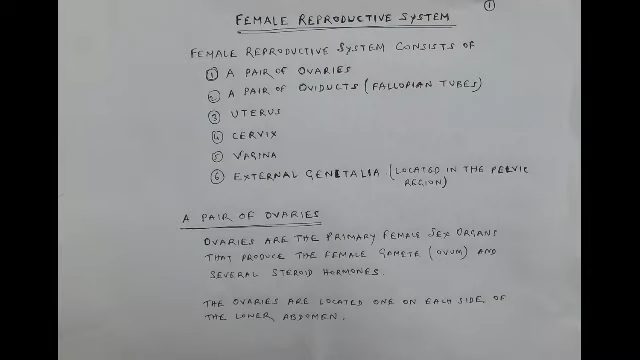 ①
FEMALE REPRODUCTIVE SYSTEM
FEMALE REPRODUCTIVE SYSTEM CONSISTS OF
① A PAIR OF OVARIES
② A PAIR OF OVIDUCTS (FALLOPIAN TUBES)
③ UTERUS
④ CERVIX
⑤ VAGINA
⑥ EXTERNAL GENITALIA (LOCATED IN THE PELVIC
REGION)
A PAIR OF OVARIES
OVARIES ARE THE PRIMARY FEMALE SEX ORGANS
THAT PRODUCE THE FEMALE GAMETE (OVUM) AND
SEVERAL STEROID HORMONES.
THE OVARIES ARE LOCATED ONE ON EACH SIDE OF
THE LOWER ABDOMEN.